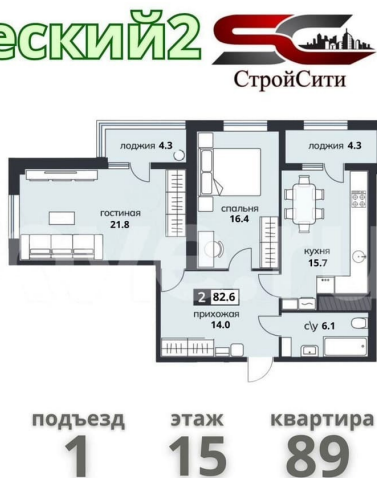 еский2
СтройСити
лоджия 4.3
лоджия 4.3
гостиная
21.8
спальня
16.4
кухня
15.7
2 82.6
прихожая
14.0
с\у 6.1
подъезд
1
этаж
15
квартира
89